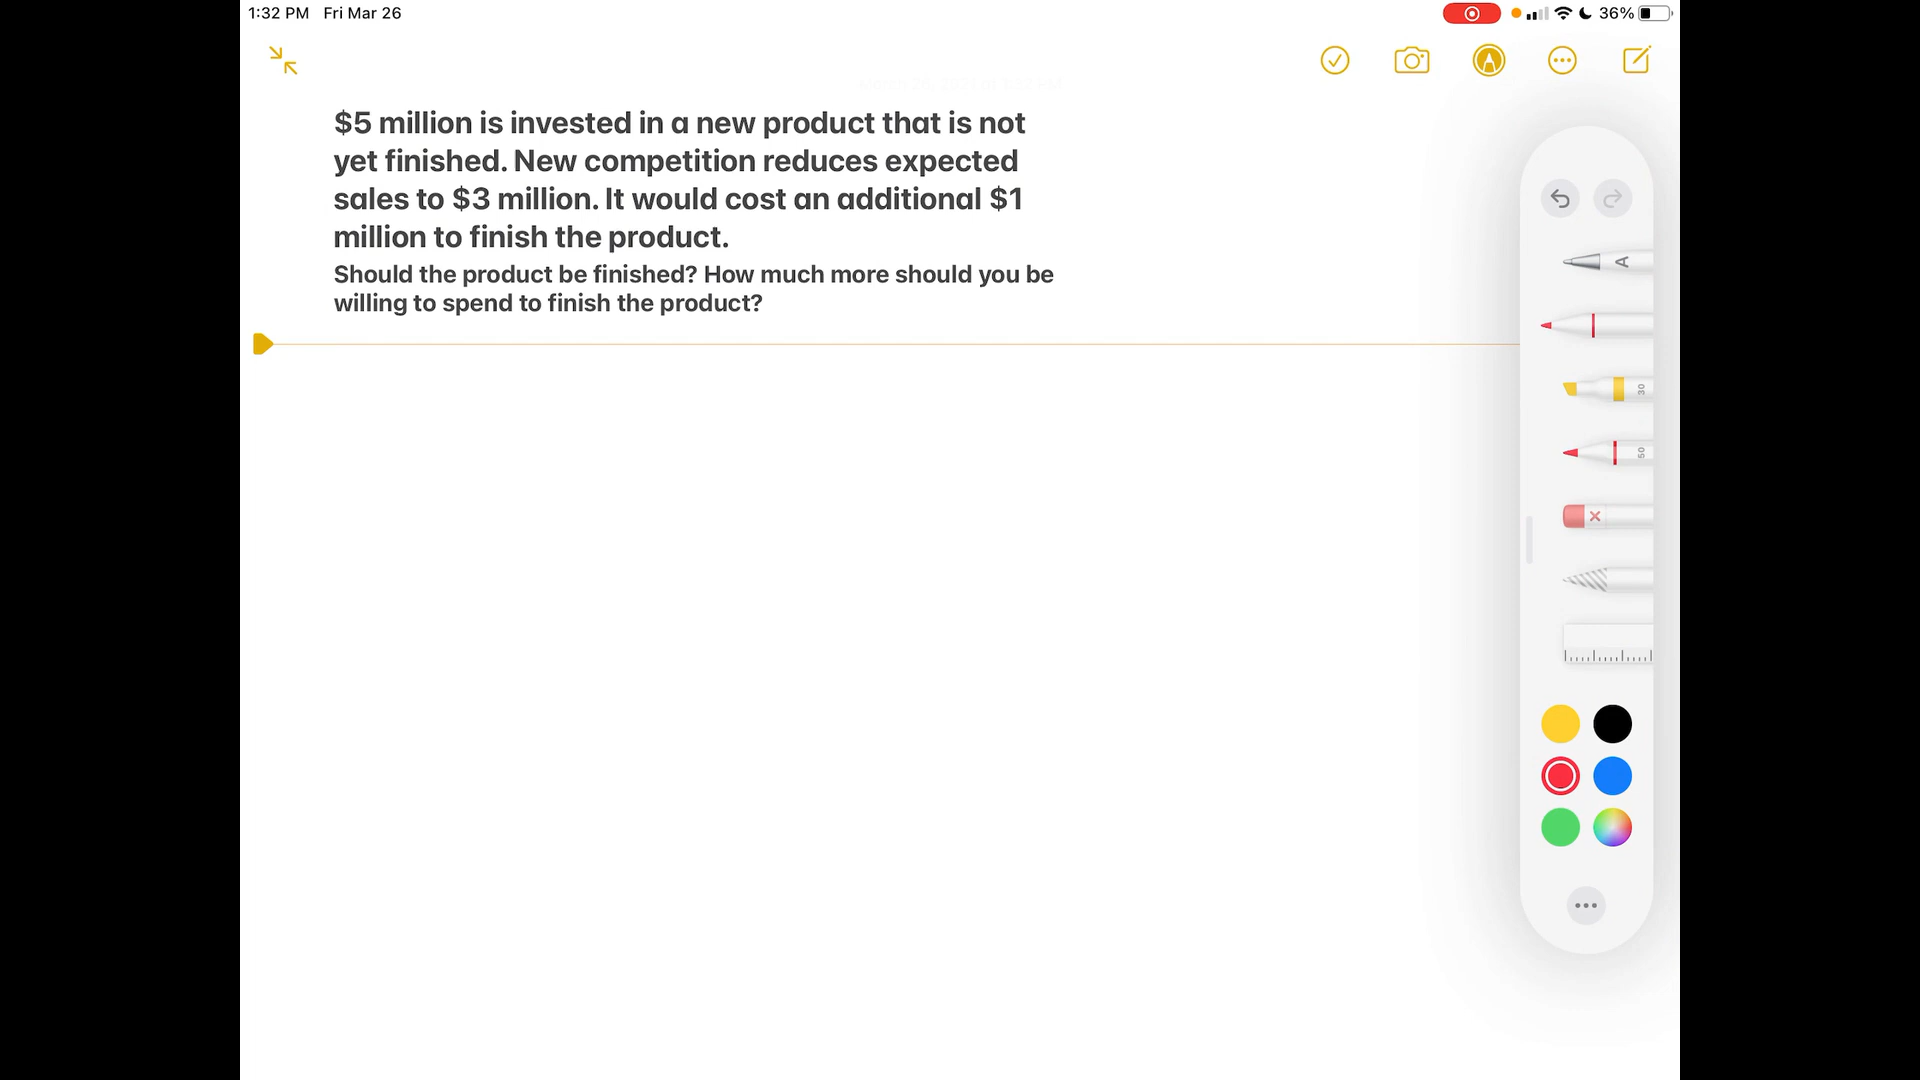 1:32 PM Fri Mar 26
36%
$5 million is invested in a new product that is not
yet finished. New competition reduces expected
sales to $3 million. It would cost an additional $1
million to finish the product.
Should the product be finished? How much more should you be
willing to spend to finish the product?
A
30
50